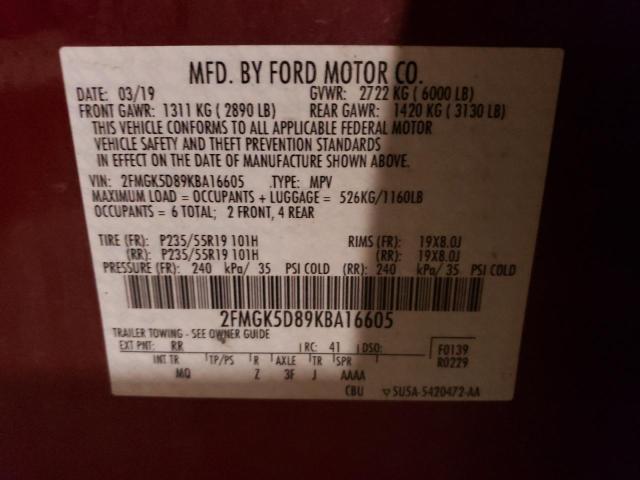 MFD. BY FORD MOTOR CO.
DATE: 03/19 GVWR: 2722 KG ( 6000 LB)
FRONT GAWR: 1311 KG ( 2890 LB) REAR GAWR: 1420 KG ( 3130 LB)
THIS VEHICLE CONFORMS TO ALL APPLICABLE FEDERAL MOTOR
VEHICLE SAFETY AND THEFT PREVENTION STANDARDS
IN EFFECT ON THE DATE OF MANUFACTURE SHOWN ABOVE.
VIN: 2FMGK5D89KBA16605 TYPE: MPV
MAXIMUM LOAD = OCCUPANTS + LUGGAGE = 526KG/1160LB
OCCUPANTS = 6 TOTAL; 2 FRONT, 4 REAR
TIRE (FR): P235/55R19 101H RIMS (FR): 19X8.0J
(RR): P235/55R19 101H (RR): 19X8.0J
PRESSURE (FR): 240 kPa/ 35 PSI COLD (RR): 240 kPa/ 35 PSI COLD
2FMGK5D89KBA16605
TRAILER TOWING - SEE OWNER GUIDE
EXT PNT: RR RC: 41 DSO: F0139
INT TR TP/PS R AXLE TR SPR R0229
MQ Z 3F J AAAA
CBU ▽5U5A-5420472-AA